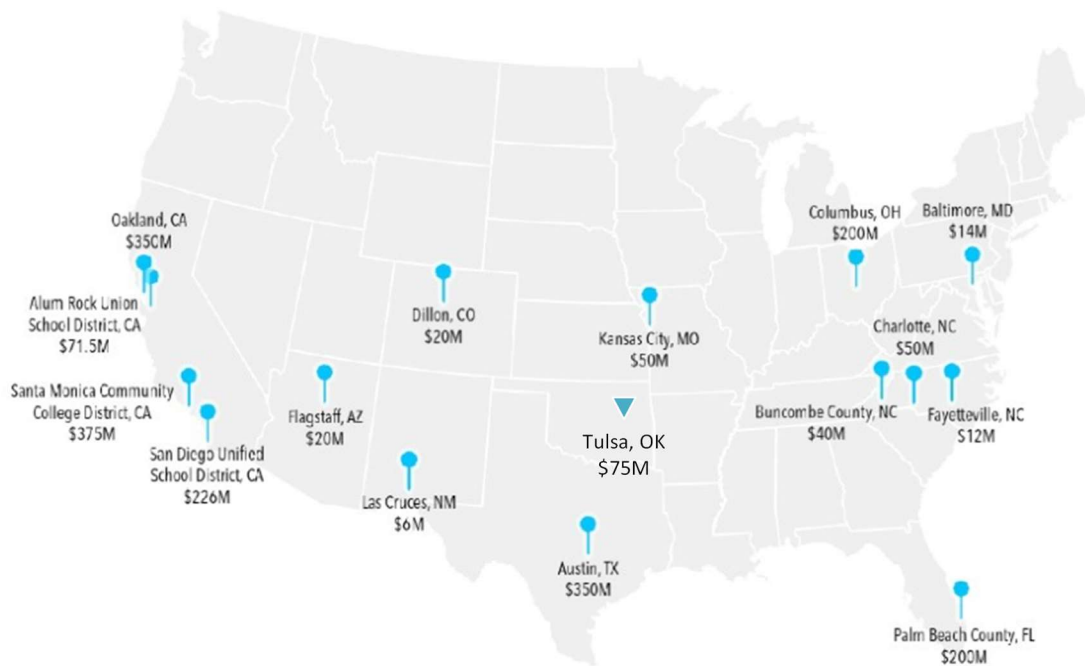 Oakland, CA
$350M
Alum Rock Union
School District, CA
$71.5M
Santa Monica Community
College District, CA
$375M
San Diego Unified
School District, CA
$226M
Dillon, CO
$20M
Flagstaff, AZ
$20M
Las Cruces, NM
$6M
Kansas City, MO
$50M
Tulsa, OK
$75M
Austin, TX
$350M
Columbus, OH
$200M
Baltimore, MD
$14M
Charlotte, NC
$50M
Buncombe County, NC
$40M
Fayetteville, NC
$12M
Palm Beach County, FL
$200M